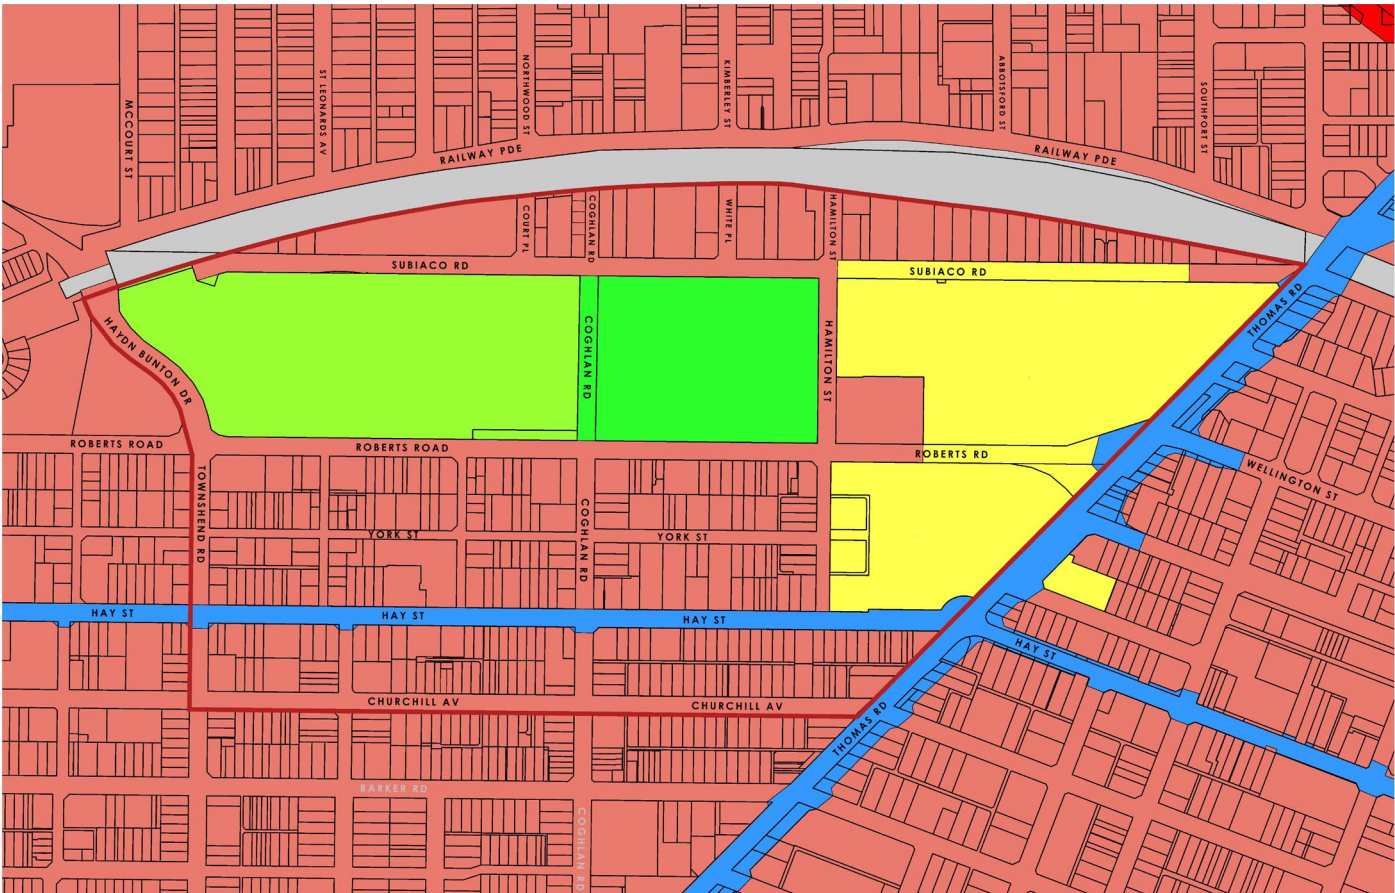 MCCOURT ST
ST LEONARDS AV
NORTHWOOD ST
KIMBERLEY ST
ABBOTSFORD ST
SOUTHPORT ST
RAILWAY PDE
RAILWAY PDE
COURT PL
COGHLAN RD
WHITE PL
HAMILTON ST
SUBIACO RD
SUBIACO RD
THOMAS RD
HAYDN BUNTON DR
COGHLAN RD
HAMILTON ST
ROBERTS ROAD
ROBERTS ROAD
ROBERTS RD
WELLINGTON ST
TOWNSHEND RD
COGHLAN RD
YORK ST
YORK ST
HAY ST
HAY ST
HAY ST
HAY ST
CHURCHILL AV
CHURCHILL AV
THOMAS RD
BARKER RD
COGHLAN RD